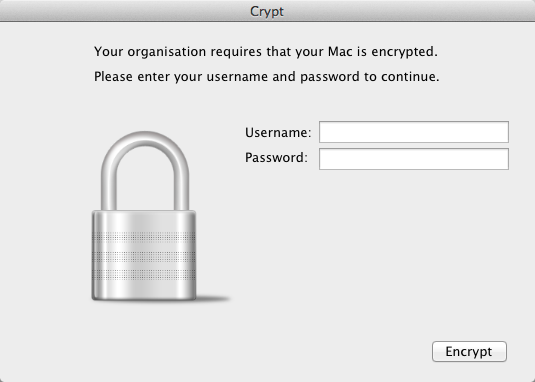 Crypt
Your organisation requires that your Mac is encrypted.
Please enter your username and password to continue.
Username:
Password:
Encrypt